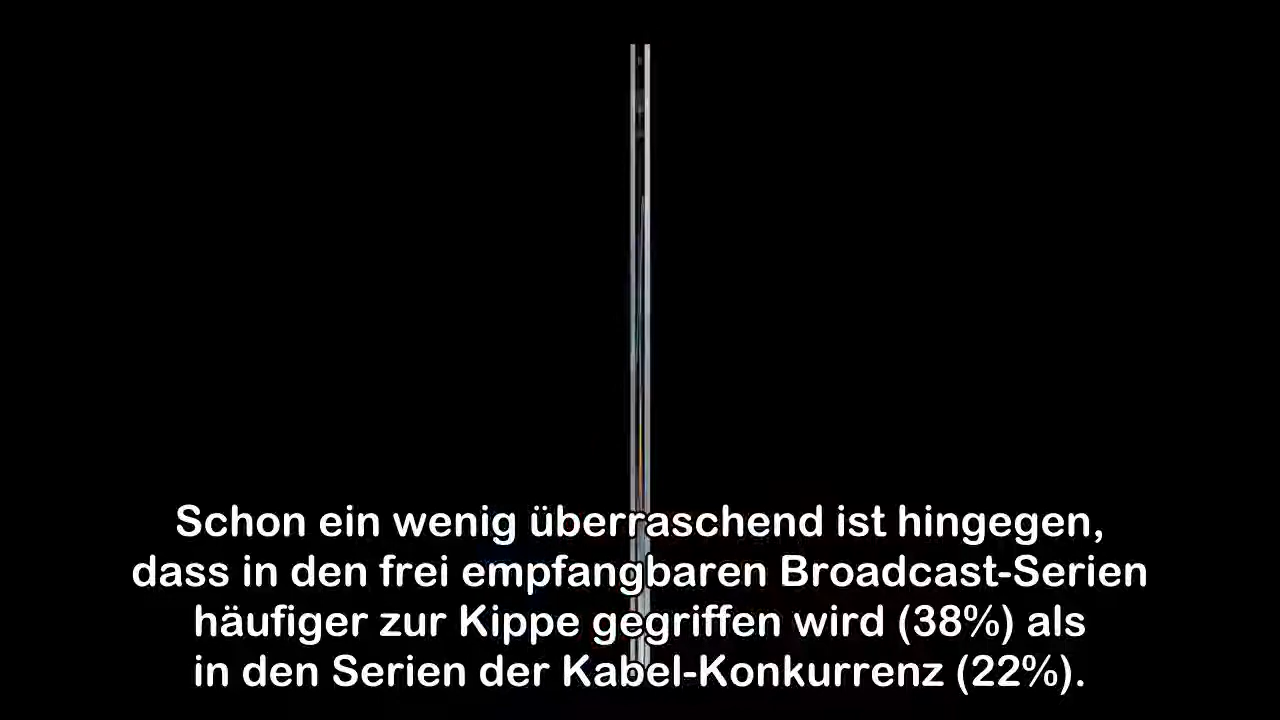 Schon ein wenig überraschend ist hingegen,
dass in den frei empfangbaren Broadcast-Serien
häufiger zur Kippe gegriffen wird (38%) als
in den Serien der Kabel-Konkurrenz (22%).